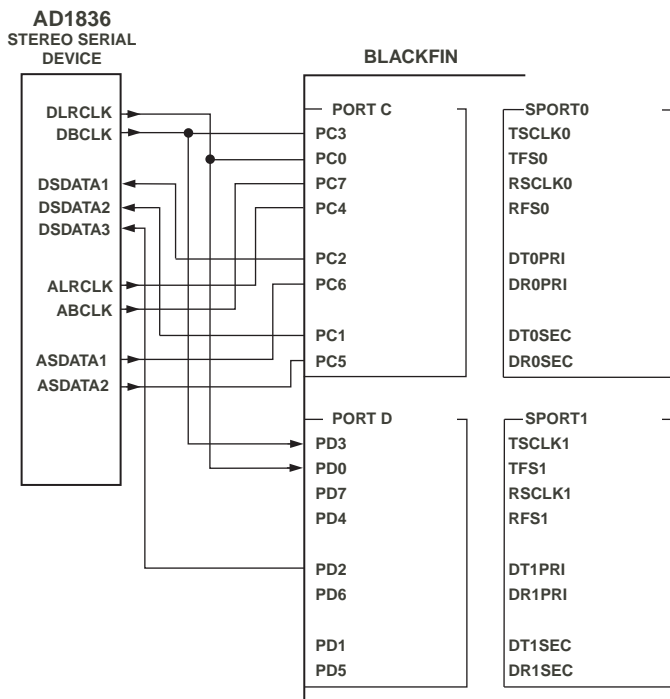 AD1836
STEREO SERIAL
DEVICE
BLACKFIN
DLRCLK
DBCLK
DSDATA1
DSDATA2
DSDATA3
ALRCLK
ABCLK
ASDATA1
ASDATA2
PORT C
PC3
PC0
PC7
PC4
PC2
PC6
PC1
PC5
SPORT0
TSCLK0
TFS0
RSCLK0
RFS0
DT0PRI
DR0PRI
DT0SEC
DR0SEC
PORT D
PD3
PD0
PD7
PD4
PD2
PD6
PD1
PD5
SPORT1
TSCLK1
TFS1
RSCLK1
RFS1
DT1PRI
DR1PRI
DT1SEC
DR1SEC